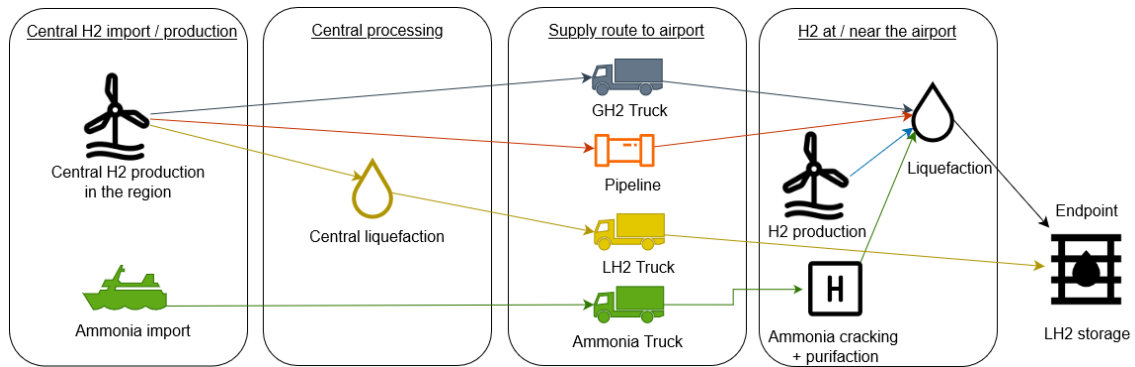 Central H2 import / production
Central processing
Supply route to airport
H2 at / near the airport
GH2 Truck
Central H2 production
in the region
Pipeline
Liquefaction
Central liquefaction
H2 production
Endpoint
LH2 Truck
H
Ammonia import
Ammonia Truck
Ammonia cracking
+ purifaction
LH2 storage